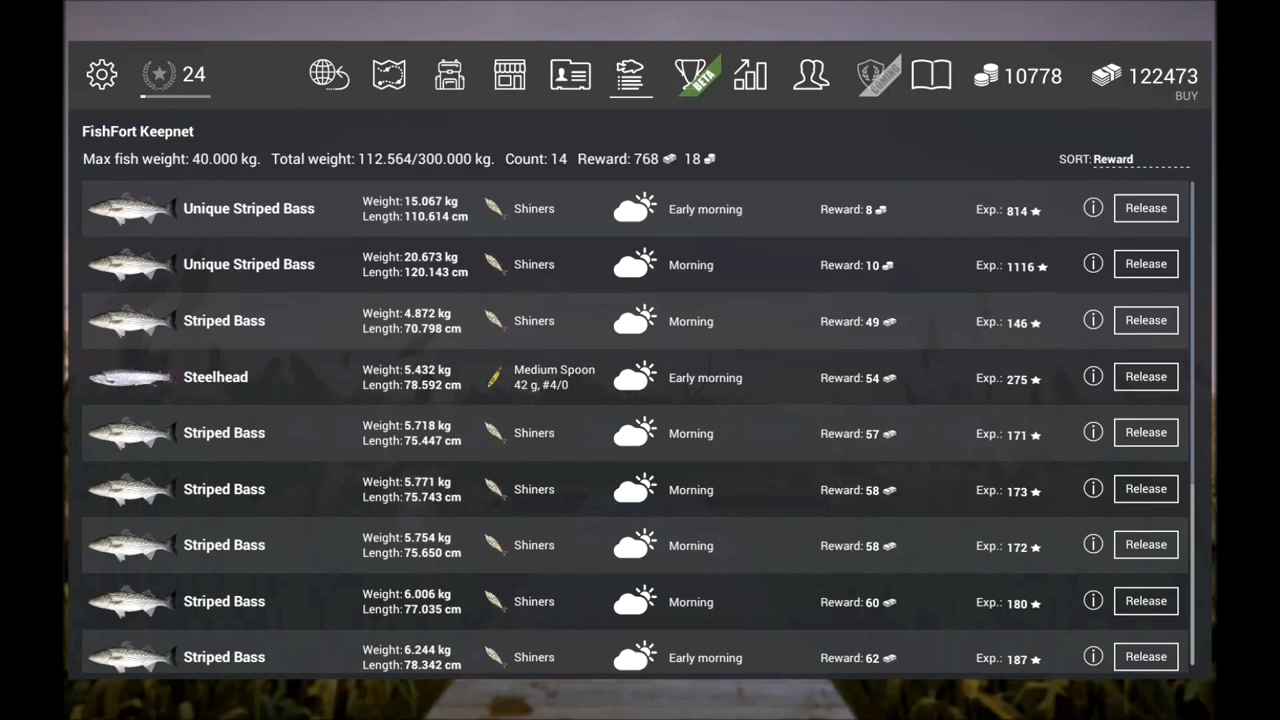 24
BETA
10778
122473
BUY
FishFort Keepnet
Max fish weight: 40.000 kg. Total weight: 112.564/300.000 kg. Count: 14 Reward: 768 18
SORT: Reward
Unique Striped Bass Weight: 15.067 kg Length: 110.614 cm Shiners Early morning Reward: 8 Exp.: 814 Release
Unique Striped Bass Weight: 20.673 kg Length: 120.143 cm Shiners Morning Reward: 10 Exp.: 1116 Release
Striped Bass Weight: 4.872 kg Length: 70.798 cm Shiners Morning Reward: 49 Exp.: 146 Release
Steelhead Weight: 5.432 kg Length: 78.592 cm Medium Spoon 42 g, #4/0 Early morning Reward: 54 Exp.: 275 Release
Striped Bass Weight: 5.718 kg Length: 75.447 cm Shiners Morning Reward: 57 Exp.: 171 Release
Striped Bass Weight: 5.771 kg Length: 75.743 cm Shiners Morning Reward: 58 Exp.: 173 Release
Striped Bass Weight: 5.754 kg Length: 75.650 cm Shiners Morning Reward: 58 Exp.: 172 Release
Striped Bass Weight: 6.006 kg Length: 77.035 cm Shiners Morning Reward: 60 Exp.: 180 Release
Striped Bass Weight: 6.244 kg Length: 78.342 cm Shiners Early morning Reward: 62 Exp.: 187 Release